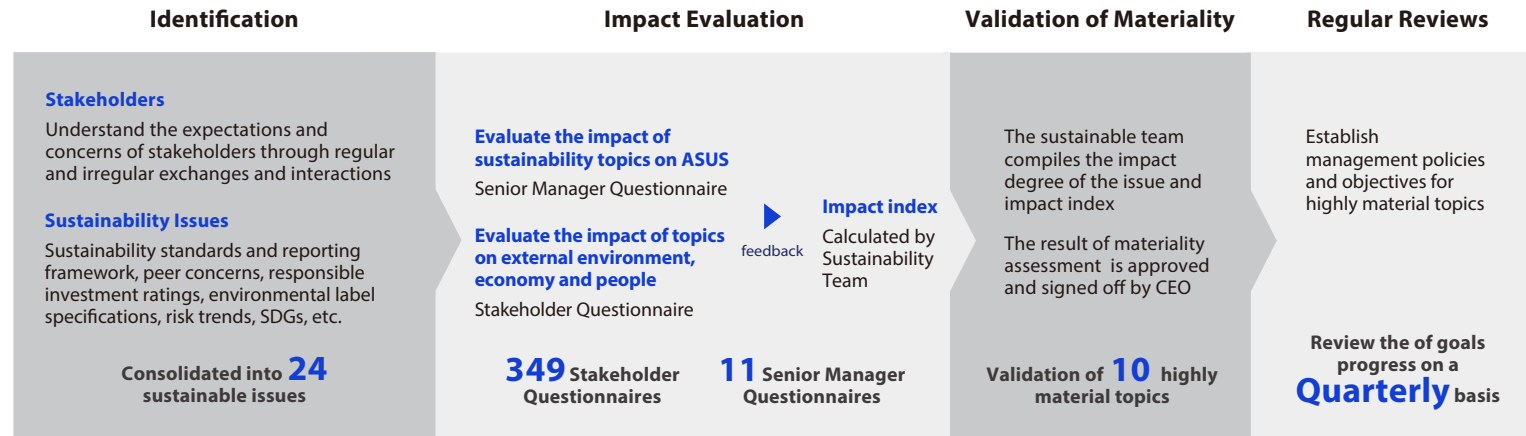 Identification
Stakeholders
Understand the expectations and
concerns of stakeholders through regular
and irregular exchanges and interactions
Sustainability Issues
Sustainability standards and reporting
framework, peer concerns, responsible
investment ratings, environmental label
specifications, risk trends, SDGs, etc.
Consolidated into 24
sustainable issues
Impact Evaluation
Evaluate the impact of
sustainability topics on ASUS
Senior Manager Questionnaire
Evaluate the impact of topics
on external environment,
economy and people
Stakeholder Questionnaire
feedback
Impact index
Calculated by
Sustainability
Team
349 Stakeholder
Questionnaires
11 Senior Manager
Questionnaires
Validation of Materiality
The sustainable team
compiles the impact
degree of the issue and
impact index
The result of materiality
assessment is approved
and signed off by CEO
Validation of 10 highly
material topics
Regular Reviews
Establish
management policies
and objectives for
highly material topics
Review the of goals
progress on a
Quarterly basis